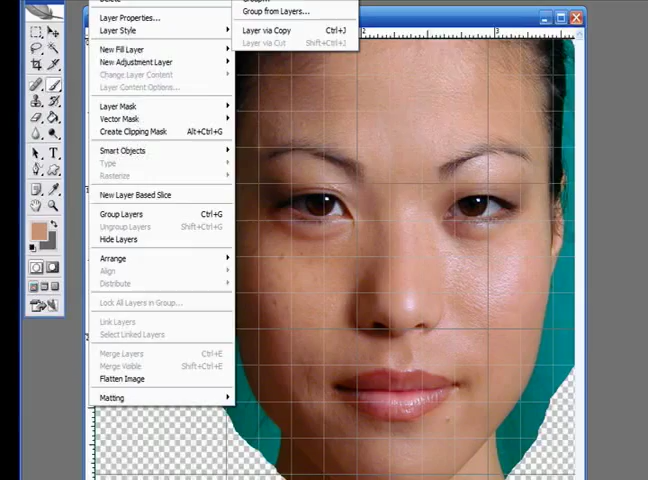 Group from Layers...
Layer Properties...
Layer Style
Layer via Copy Ctrl+J
Layer via Cut Shift+Ctrl+J
New Fill Layer
New Adjustment Layer
Change Layer Content
Layer Content Options...
Layer Mask
Vector Mask
Create Clipping Mask Alt+Ctrl+G
Smart Objects
Type
Rasterize
New Layer Based Slice
Group Layers Ctrl+G
Ungroup Layers Shift+Ctrl+G
Hide Layers
Arrange
Align
Distribute
Lock All Layers in Group...
Link Layers
Select Linked Layers
Merge Layers Ctrl+E
Merge Visible Shift+Ctrl+E
Flatten Image
Matting
2
3
T